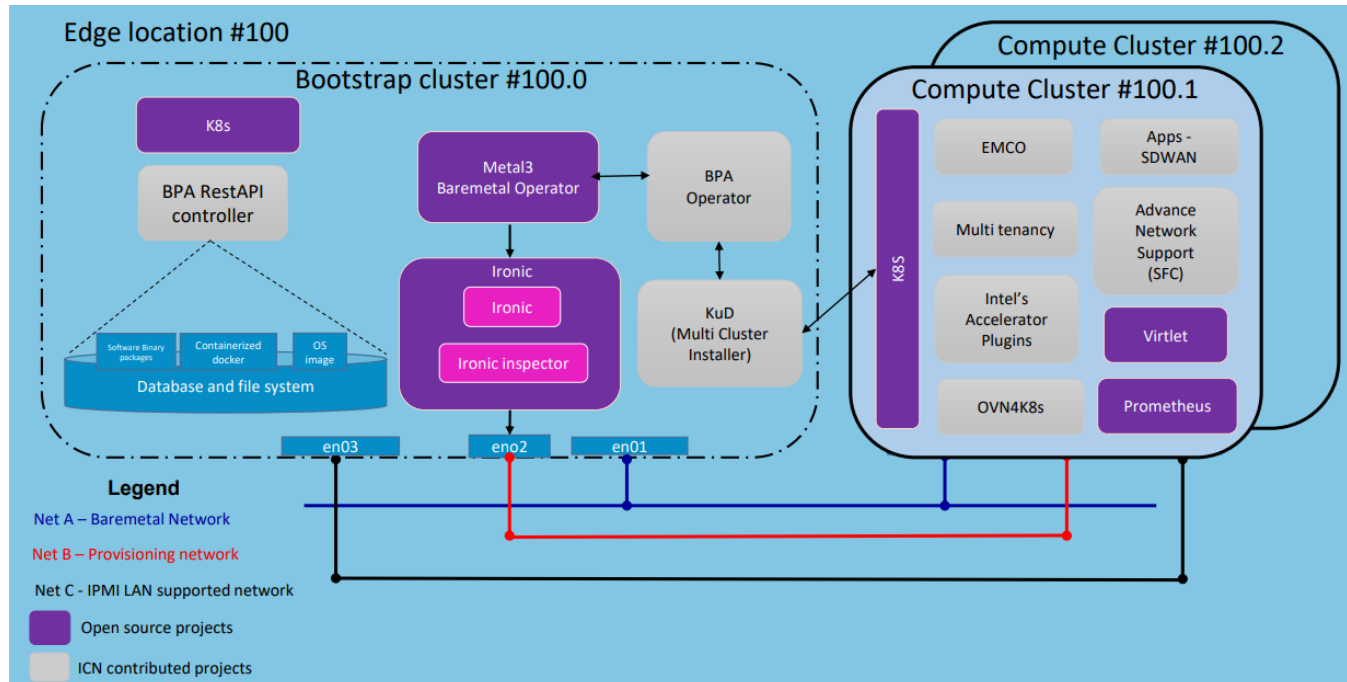 Edge location #100
Bootstrap cluster #100.0
K8s
BPA RestAPI
controller
Software Binary
packages
Containerized
docker
OS
image
Database and file system
Metal3
Baremetal Operator
BPA
Operator
Ironic
Ironic
Ironic inspector
KuD
(Multi Cluster
Installer)
en03
eno2
en01
Compute Cluster #100.2
Compute Cluster #100.1
K8S
EMCO
Apps -
SDWAN
Multi tenancy
Advance
Network
Support
(SFC)
Intel's
Accelerator
Plugins
Virtlet
OVN4K8s
Prometheus
Legend
Net A – Baremetal Network
Net B – Provisioning network
Net C - IPMI LAN supported network
Open source projects
ICN contributed projects